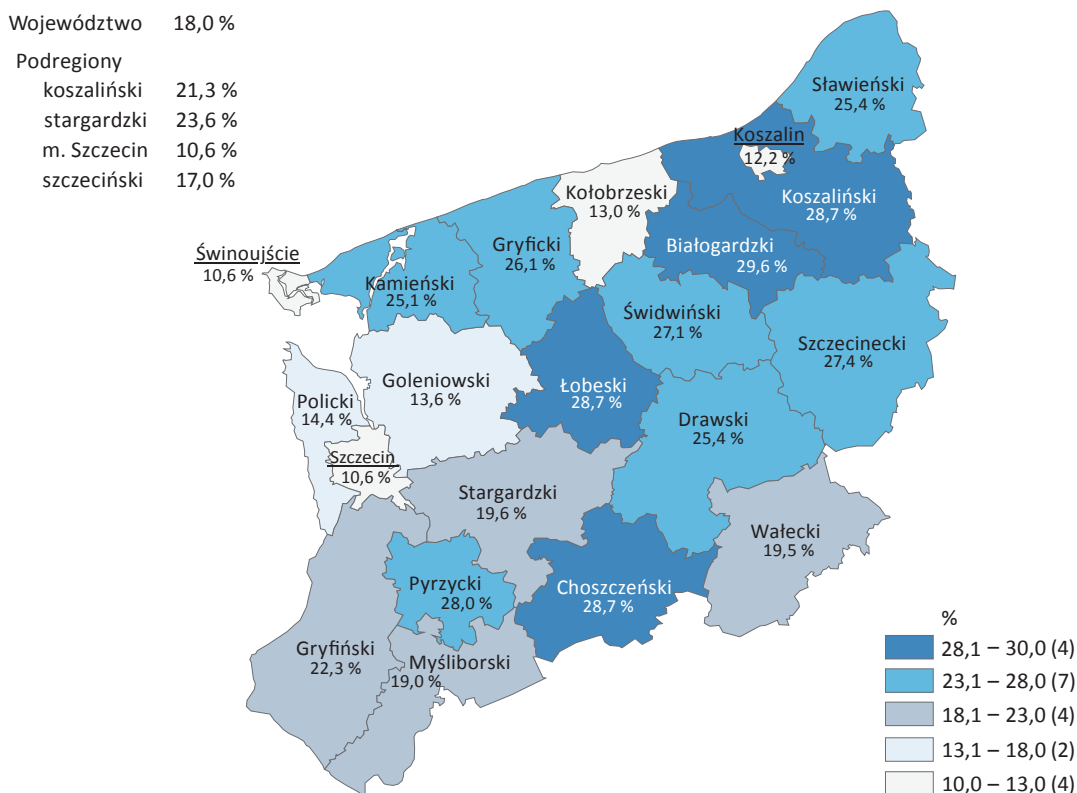 Województwo 18,0 %
Podregiony
koszaliński 21,3 %
stargardzki 23,6 %
m. Szczecin 10,6 %
szczeciński 17,0 %
Sławieński
25,4 %
Koszalin
12,2 %
Koszaliński
28,7 %
Kołobrzeski
13,0 %
Białogardzki
29,6 %
Gryficki
26,1 %
Świnoujście
10,6 %
Kamieński
25,1 %
Świdwiński
27,1 %
Szczecinecki
27,4 %
Goleniowski
13,6 %
Łobeski
28,7 %
Policki
14,4 %
Drawski
25,4 %
Szczecin
10,6 %
Stargardzki
19,6 %
Wałecki
19,5 %
Pyrzycki
28,0 %
Choszczeński
28,7 %
Gryfiński
22,3 %
Myśliborski
19,0 %
%
28,1 – 30,0 (4)
23,1 – 28,0 (7)
18,1 – 23,0 (4)
13,1 – 18,0 (2)
10,0 – 13,0 (4)